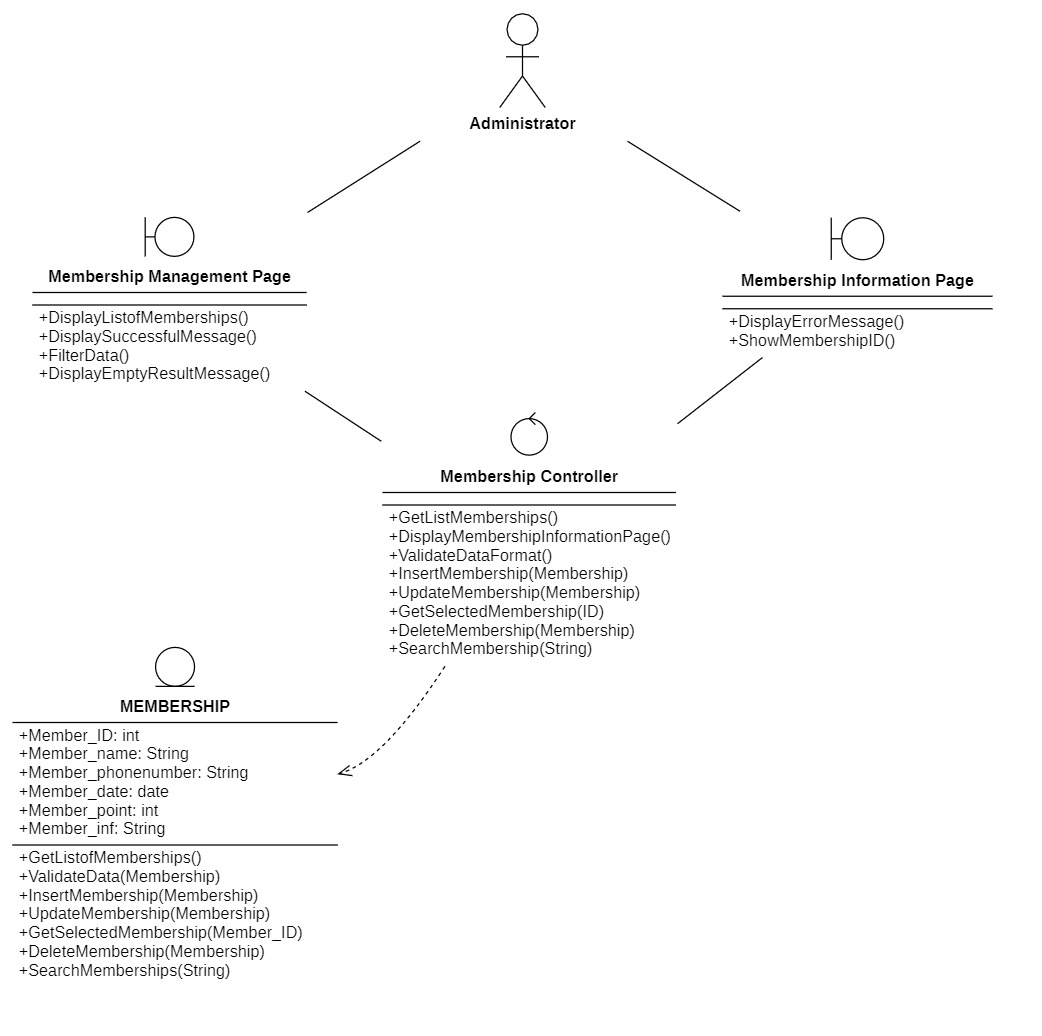 Administrator
Membership Management Page
+DisplayListofMemberships()
+DisplaySuccessfulMessage()
+FilterData()
+DisplayEmptyResultMessage()
Membership Information Page
+DisplayErrorMessage()
+ShowMembershipID()
Membership Controller
+GetListMemberships()
+DisplayMembershipInformationPage()
+ValidateDataFormat()
+InsertMembership(Membership)
+UpdateMembership(Membership)
+GetSelectedMembership(ID)
+DeleteMembership(Membership)
+SearchMembership(String)
MEMBERSHIP
+Member_ID: int
+Member_name: String
+Member_phonenumber: String
+Member_date: date
+Member_point: int
+Member_inf: String
+GetListofMemberships()
+ValidateData(Membership)
+InsertMembership(Membership)
+UpdateMembership(Membership)
+GetSelectedMembership(Member_ID)
+DeleteMembership(Membership)
+SearchMemberships(String)